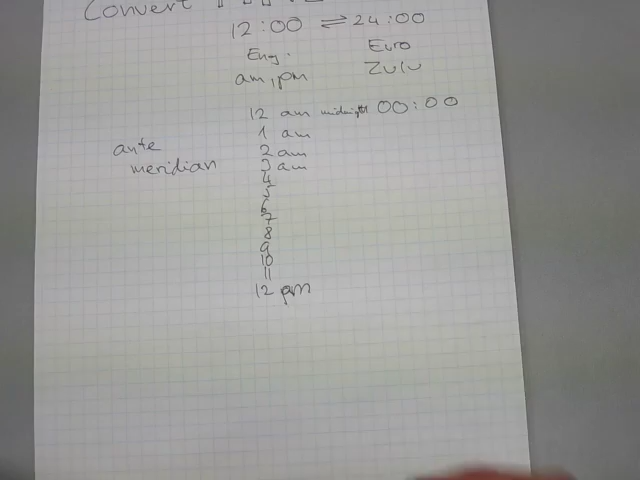 Convert
12:00 ⇌ 24:00
Eng. Euro
am, pm Zulu
12 am midnight 00:00
1 am
ante 2 am
meridian 3 am
4
5
6
7
8
9
10
11
12 pm